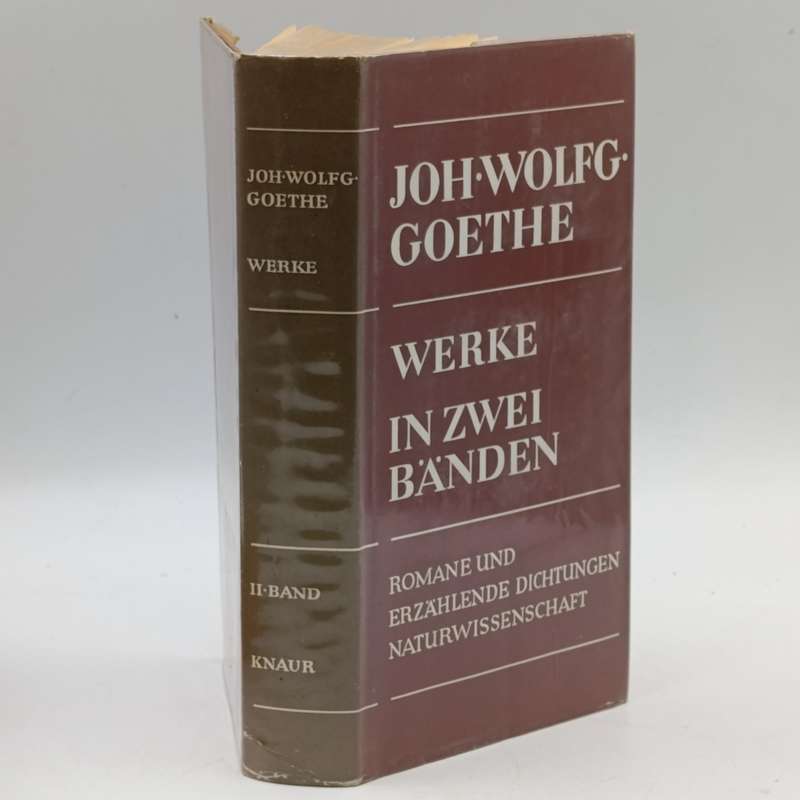 JOH·WOLFG·
GOETHE
WERKE
II·BAND
KNAUR
JOH·WOLFG·
GOETHE
WERKE
IN ZWEI
BÄNDEN
ROMANE UND
ERZÄHLENDE DICHTUNGEN
NATURWISSENSCHAFT